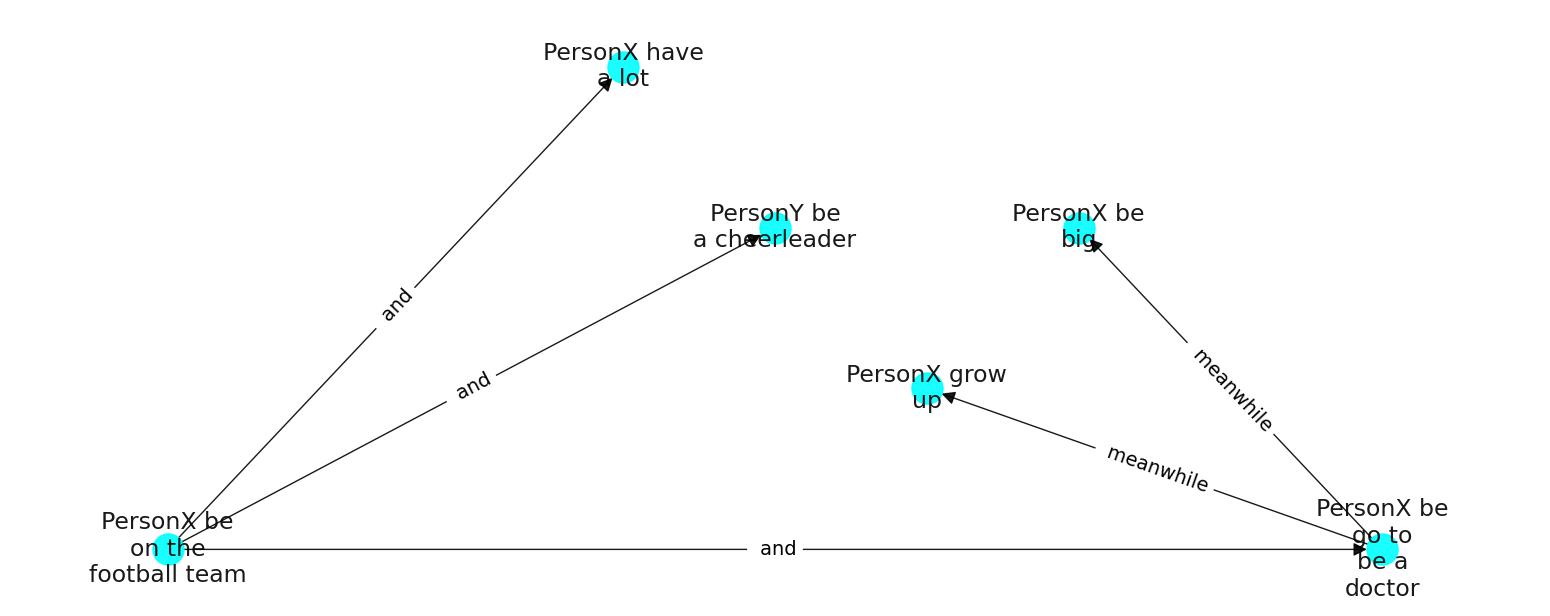 PersonX have
a lot
PersonY be
a cheerleader
PersonX be
big
and
meanwhile
PersonX grow
up
and
meanwhile
PersonX be
on the
football team
and
PersonX be
go to
be a
doctor